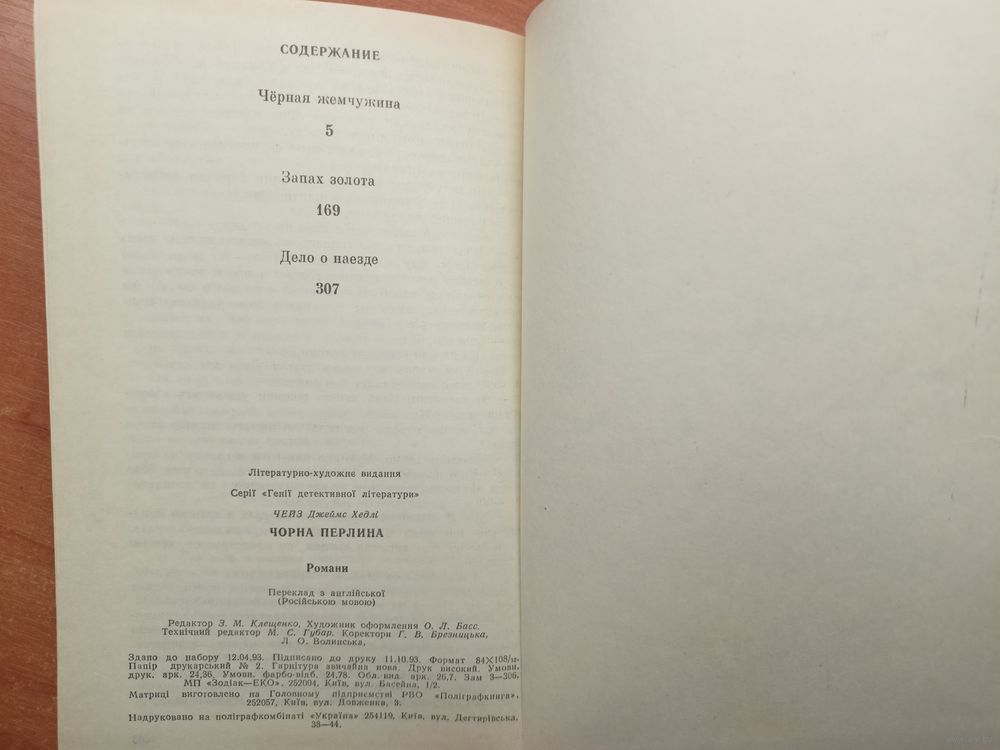 СОДЕРЖАНИЕ
Чёрная жемчужина
5
Запах золота
169
Дело о наезде
307
Літературно-художнє видання
Серії «Генії детективної літератури»
ЧЕЙЗ Джеймс Хедлі
ЧОРНА ПЕРЛИНА
Романи
Переклад з англійської
(Російською мовою)
Редактор З. М. Клещенко, Художник оформлення О. Л. Басс.
Технічний редактор М. С. Губар. Коректори Г. В. Брезницька,
Л. О. Волинська,
Здано до набору 12.04.93. Підписано до друку 11.10.93. Формат 84×108/32.
Папір друкарський № 2. Гарнітура звичайна нова. Друк високий. Умовн.
друк. арк. 24,36. Умовн. фарбо-відб. 24,78. Обл. вид. арк. 26,7. Зам 3—306.
МП «Зодіак—ЕКО». 252004, Київ, вул. Басейна, 1/2.
Матриці виготовлено на Головному підприємстві РВО «Поліграфкнига»,
252057, Київ, вул. Довженка, 3.
Надруковано на поліграфкомбінаті «Україна» 254119, Київ, вул. Дегтярівська,
38—44.